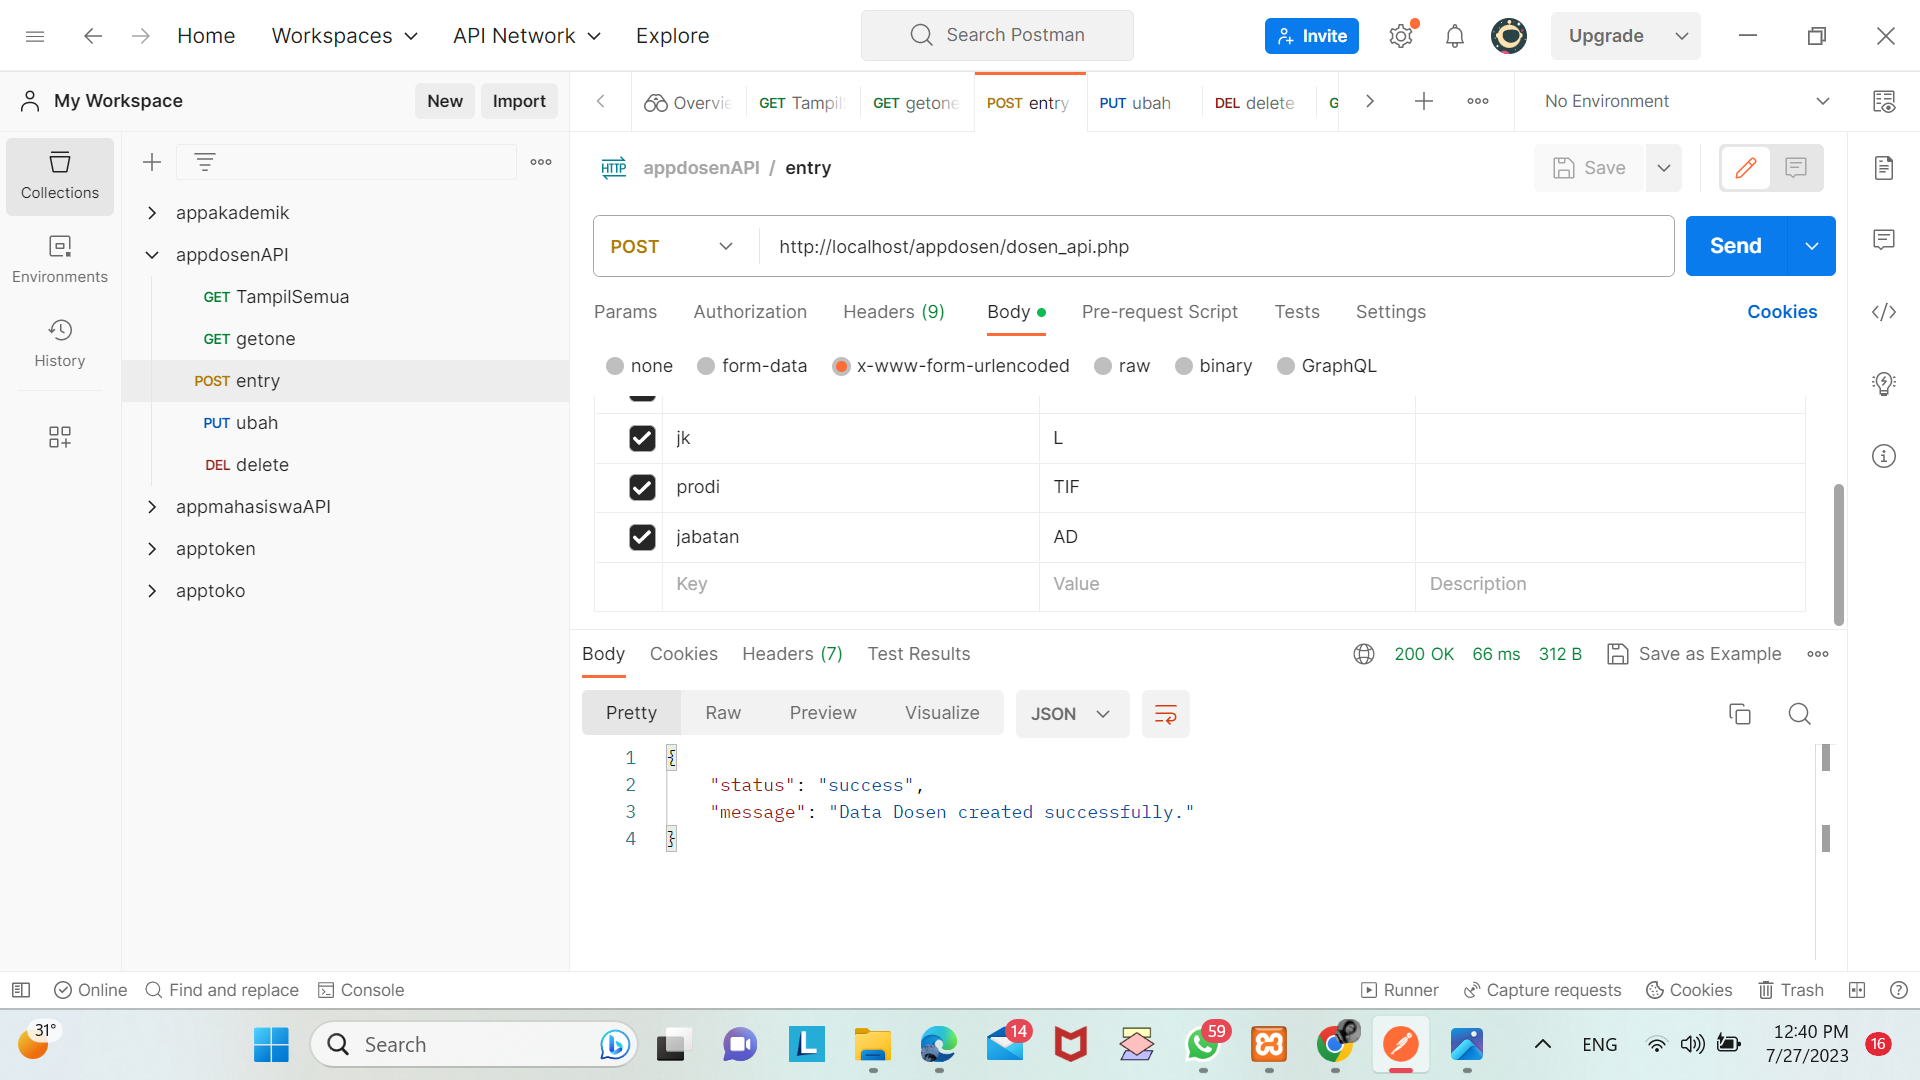 Home
Workspaces
API Network
Explore
Search Postman
Invite
Upgrade
My Workspace
New
Import
Overvie
GET Tampil
GET getone
POST entry
PUT ubah
DEL delete
G
No Environment
Collections
Environments
History
appakademik
appdosenAPI
GET TampilSemua
GET getone
POST entry
PUT ubah
DEL delete
appmahasiswaAPI
apptoken
apptoko
HTTP
appdosenAPI / entry
Save
POST
http://localhost/appdosen/dosen_api.php
Send
Params
Authorization
Headers (9)
Body
Pre-request Script
Tests
Settings
Cookies
none
form-data
x-www-form-urlencoded
raw
binary
GraphQL
jk L
prodi TIF
jabatan AD
Key Value Description
Body
Cookies
Headers (7)
Test Results
200 OK
66 ms
312 B
Save as Example
Pretty
Raw
Preview
Visualize
JSON
1 {
2 "status": "success",
3 "message": "Data Dosen created successfully."
4 }
Online
Find and replace
Console
Runner
Capture requests
Cookies
Trash
31°
Search
L
14
59
ENG
12:40 PM
7/27/2023
16